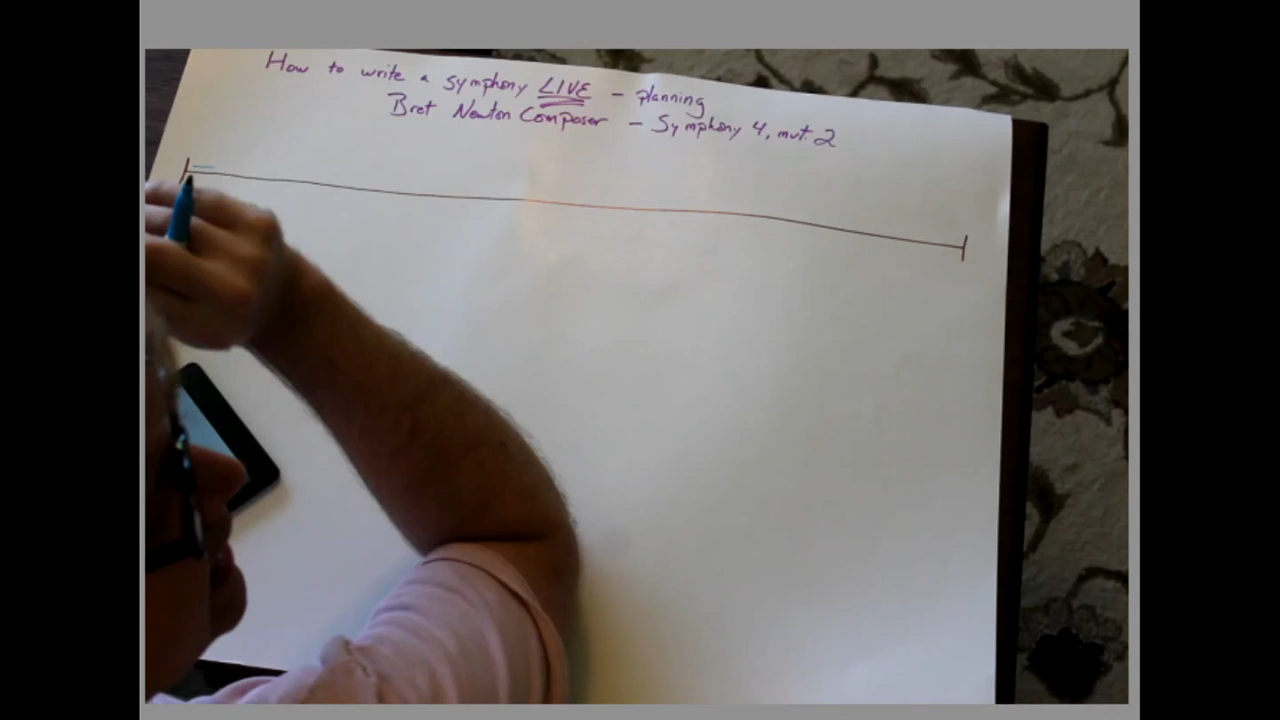 How to write a symphony LIVE - planning
Bret Newton Composer - Symphony 4, mvt. 2